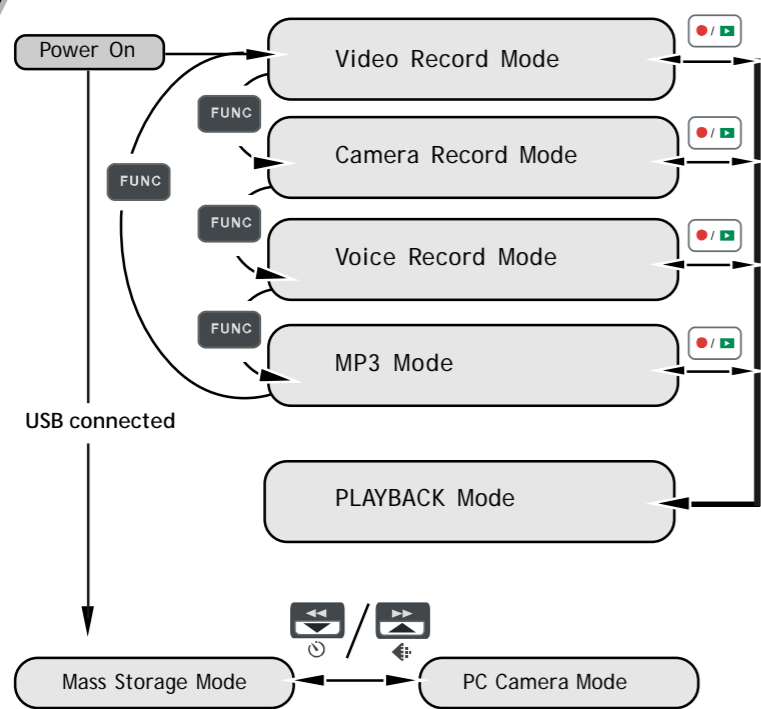 Power On
Video Record Mode
/
FUNC
Camera Record Mode
/
FUNC
FUNC
Voice Record Mode
/
FUNC
MP3 Mode
/
USB connected
PLAYBACK Mode
/
Mass Storage Mode
PC Camera Mode